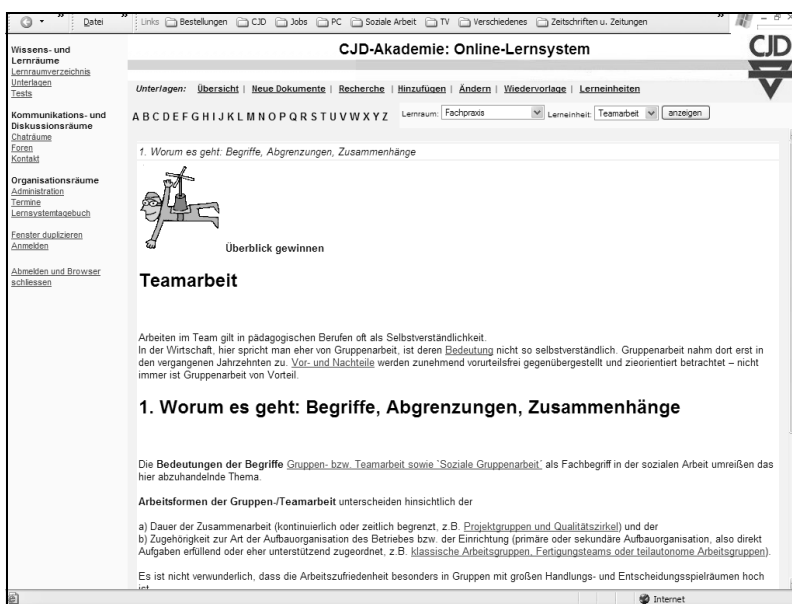 Datei
Links Bestellungen CJD Jobs PC Soziale Arbeit TV Verschiedenes Zeitschriften u. Zeitungen
CJD-Akademie: Online-Lernsystem
CJD
Wissens- und
Lernräume
Lernraumverzeichnis
Unterlagen
Tests
Kommunikations- und
Diskussionsräume
Chaträume
Foren
Kontakt
Organisationsräume
Administration
Termine
Lernsystemtagebuch
Fenster duplizieren
Anmelden
Abmelden und Browser
schliessen
Unterlagen: Übersicht | Neue Dokumente | Recherche | Hinzufügen | Ändern | Wiedervorlage | Lerneinheiten
A B C D E F G H I J K L M N O P Q R S T U V W X Y Z Lernraum: Fachpraxis Lerneinheit: Teamarbeit anzeigen
1. Worum es geht: Begriffe, Abgrenzungen, Zusammenhänge
Überblick gewinnen
Teamarbeit
Arbeiten im Team gilt in pädagogischen Berufen oft als Selbstverständlichkeit.
In der Wirtschaft, hier spricht man eher von Gruppenarbeit, ist deren Bedeutung nicht so selbstverständlich. Gruppenarbeit nahm dort erst in
den vergangenen Jahrzehnten zu. Vor- und Nachteile werden zunehmend vorurteilsfrei gegenübergestellt und zieorientiert betrachtet – nicht
immer ist Gruppenarbeit von Vorteil.
1. Worum es geht: Begriffe, Abgrenzungen, Zusammenhänge
Die Bedeutungen der Begriffe Gruppen- bzw. Teamarbeit sowie ´Soziale Gruppenarbeit´ als Fachbegriff in der sozialen Arbeit umreißen das
hier abzuhandelnde Thema.
Arbeitsformen der Gruppen-/Teamarbeit unterscheiden hinsichtlich der
a) Dauer der Zusammenarbeit (kontinuierlich oder zeitlich begrenzt, z.B. Projektgruppen und Qualitätszirkel) und der
b) Zugehörigkeit zur Art der Aufbauorganisation des Betriebes bzw. der Einrichtung (primäre oder sekundäre Aufbauorganisation, also direkt
Aufgaben erfüllend oder eher unterstützend zugeordnet, z.B. klassische Arbeitsgruppen, Fertigungsteams oder teilautonome Arbeitsgruppen).
Es ist nicht verwunderlich, dass die Arbeitszufriedenheit besonders in Gruppen mit großen Handlungs- und Entscheidungsspielräumen hoch
ist
Internet